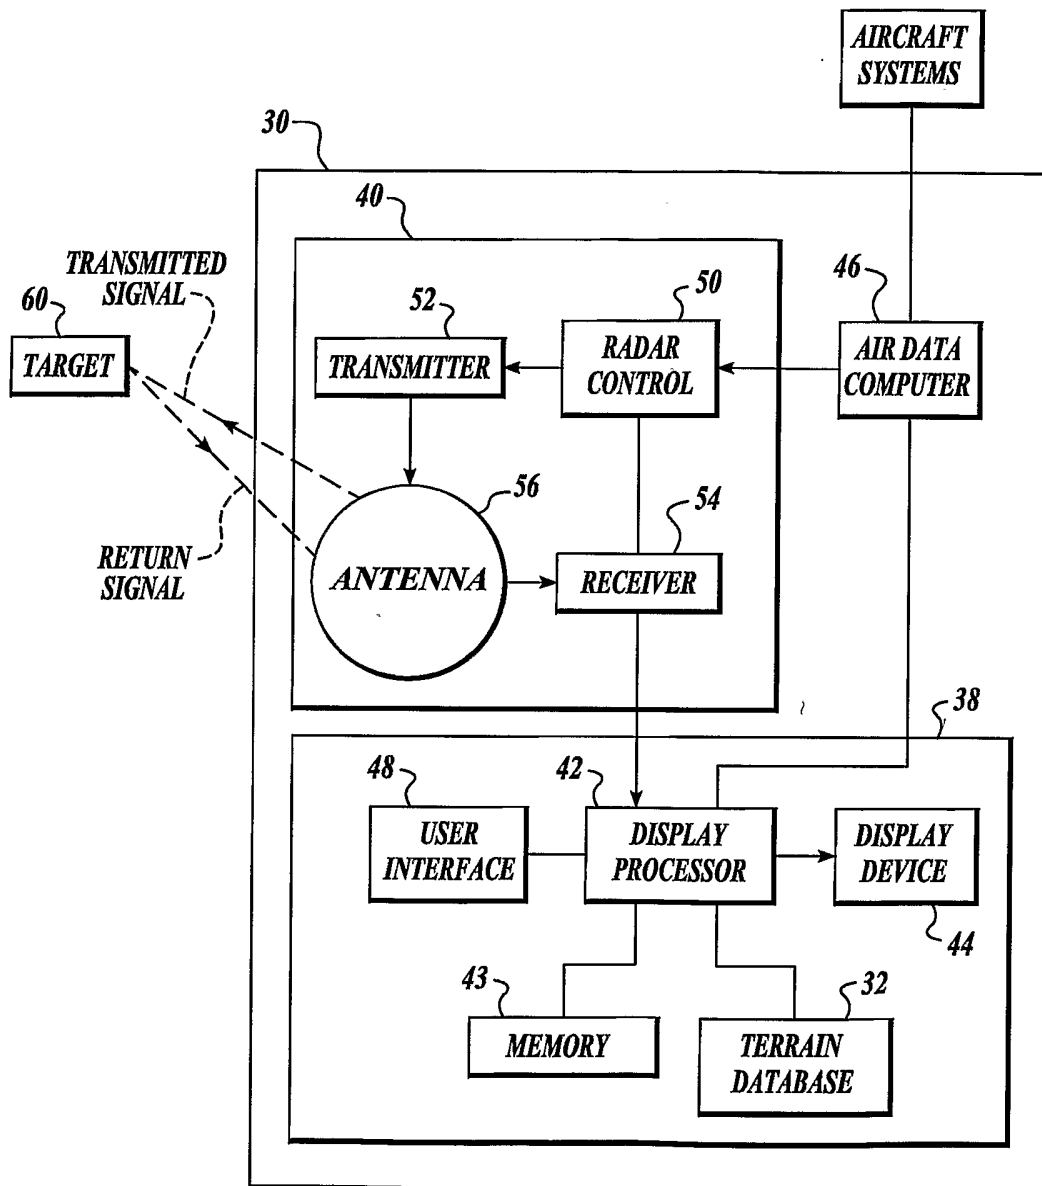 AIRCRAFT
SYSTEMS
30
40
TRANSMITTED
SIGNAL
60
TARGET
52
TRANSMITTER
50
RADAR
CONTROL
46
AIR DATA
COMPUTER
56
ANTENNA
54
RECEIVER
RETURN
SIGNAL
38
48
USER
INTERFACE
42
DISPLAY
PROCESSOR
DISPLAY
DEVICE
44
43
MEMORY
32
TERRAIN
DATABASE